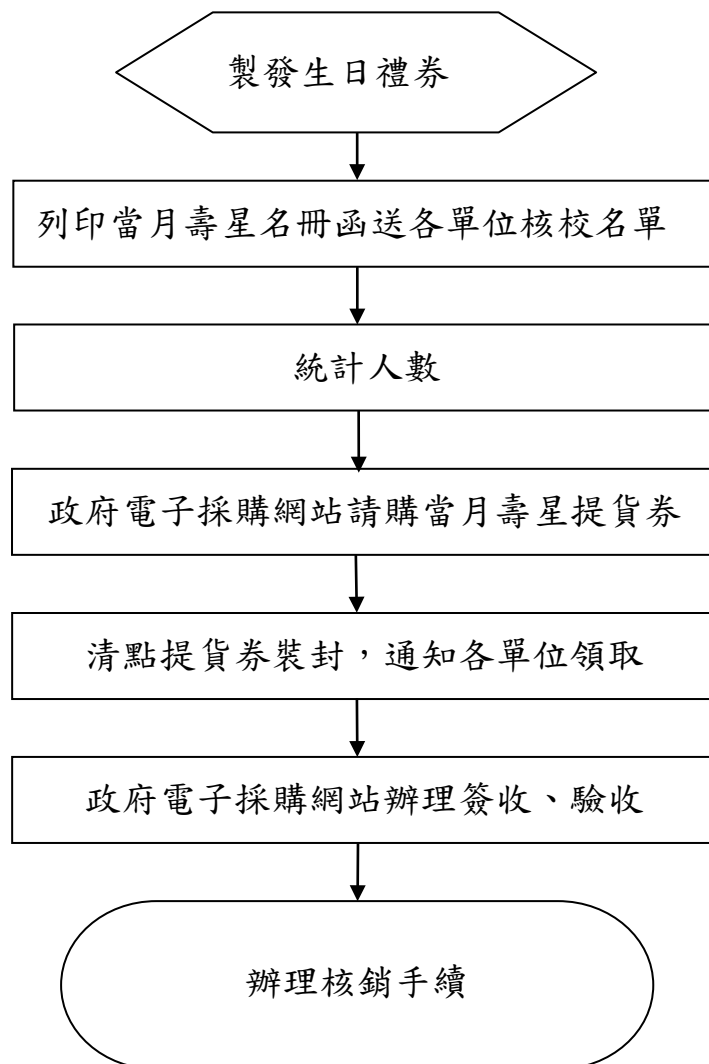 製發生日禮券
列印當月壽星名冊函送各單位核校名單
統計人數
政府電子採購網站請購當月壽星提貨券
清點提貨券裝封，通知各單位領取
政府電子採購網站辦理簽收、驗收
辦理核銷手續